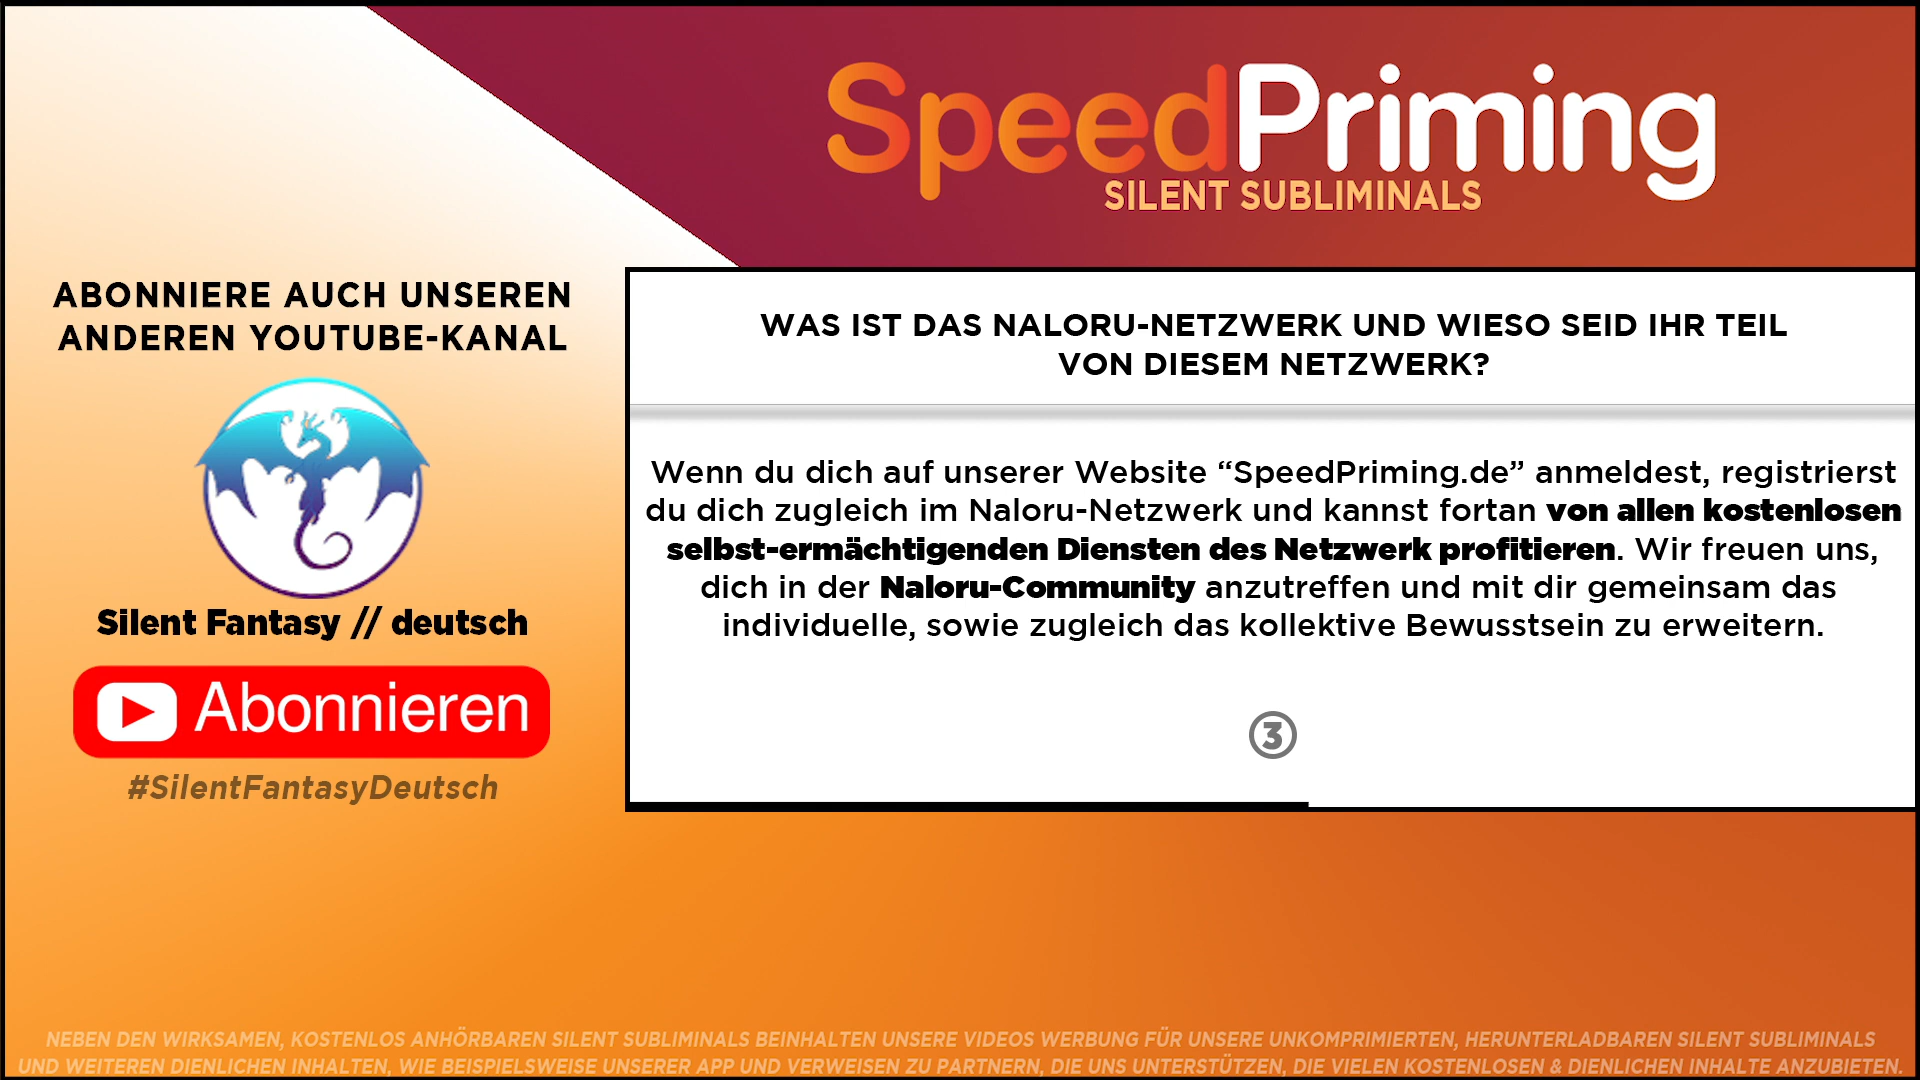 SpeedPriming
SILENT SUBLIMINALS
ABONNIERE AUCH UNSEREN
ANDEREN YOUTUBE-KANAL
Silent Fantasy // deutsch
Abonnieren
#SilentFantasyDeutsch
WAS IST DAS NALORU-NETZWERK UND WIESO SEID IHR TEIL
VON DIESEM NETZWERK?
Wenn du dich auf unserer Website “SpeedPriming.de” anmeldest, registrierst
du dich zugleich im Naloru-Netzwerk und kannst fortan von allen kostenlosen
selbst-ermächtigenden Diensten des Netzwerk profitieren. Wir freuen uns,
dich in der Naloru-Community anzutreffen und mit dir gemeinsam das
individuelle, sowie zugleich das kollektive Bewusstsein zu erweitern.
3
NEBEN DEN WIRKSAMEN, KOSTENLOS ANHÖRBAREN SILENT SUBLIMINALS BEINHALTEN UNSERE VIDEOS WERBUNG FÜR UNSERE UNKOMPRIMIERTEN, HERUNTERLADBAREN SILENT SUBLIMINALS
UND WEITEREN DIENLICHEN INHALTEN, WIE BEISPIELSWEISE UNSERER APP UND VERWEISEN ZU PARTNERN, DIE UNS UNTERSTÜTZEN, DIE VIELEN KOSTENLOSEN & DIENLICHEN INHALTE ANZUBIETEN.